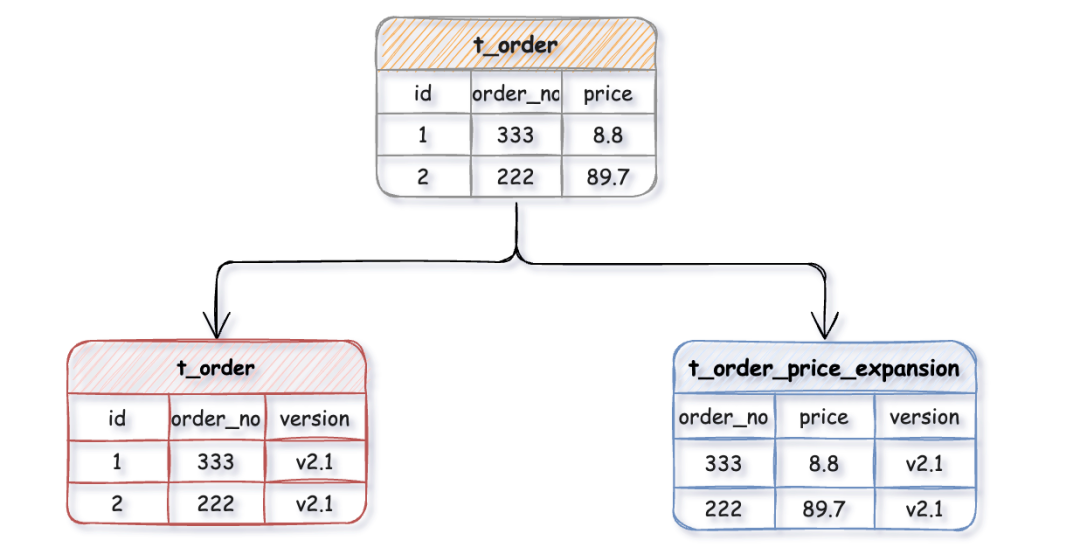 t_order
id order_no price
1 333 8.8
2 222 89.7
t_order
id order_no version
1 333 v2.1
2 222 v2.1
t_order_price_expansion
order_no price version
333 8.8 v2.1
222 89.7 v2.1